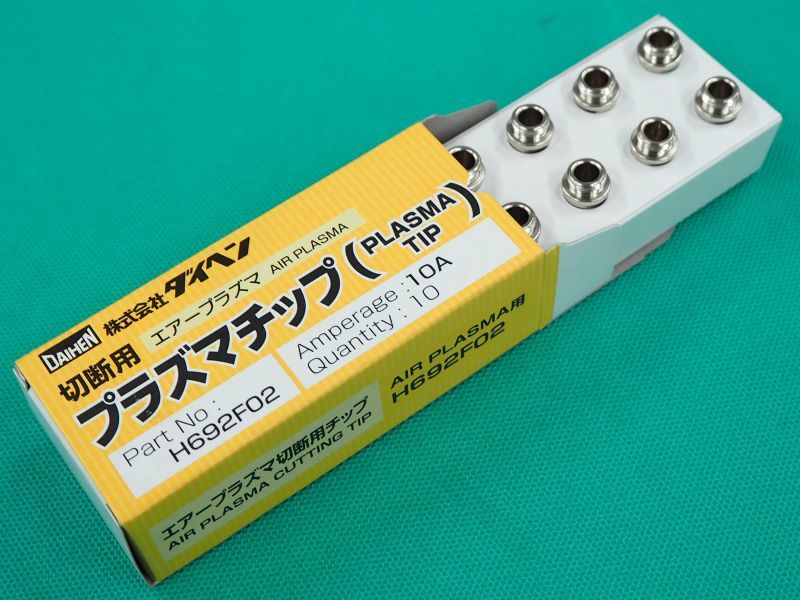 DAIHEN 株式会社ダイヘン
切断用 エアープラズマ AIR PLASMA
プラズマチップ(PLASMA TIP)
Part No :
H692F02
Amperage : 10A
Quantity : 10
エアープラズマ切断用チップ
AIR PLASMA CUTTING TIP
AIR PLASMA用
H692F02